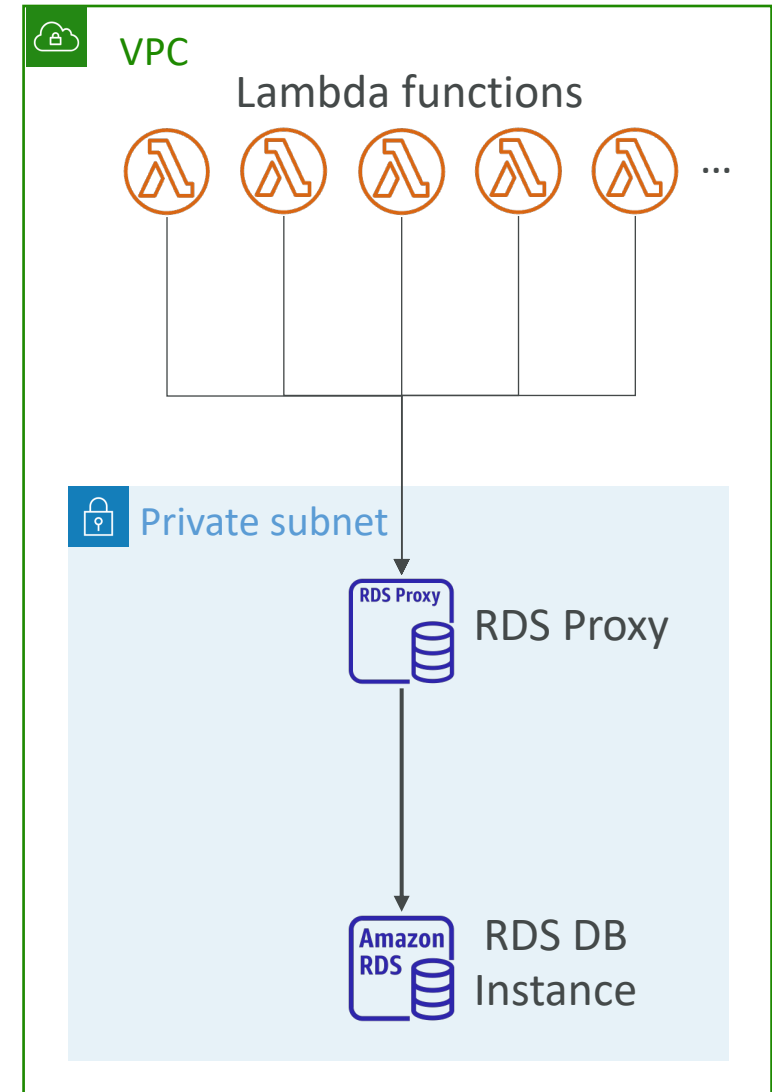 VPC
Lambda functions
...
Private subnet
RDS Proxy
RDS Proxy
Amazon
RDS
RDS DB
Instance